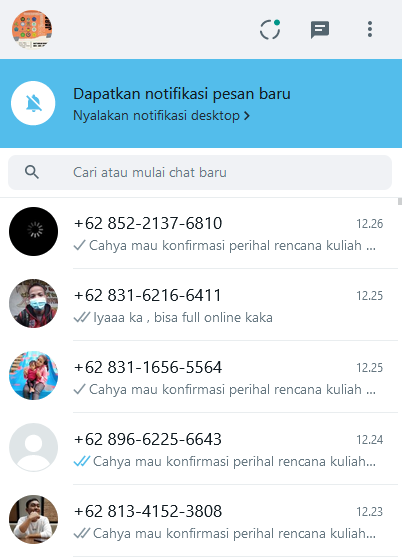 Dapatkan notifikasi pesan baru
Nyalakan notifikasi desktop >
Cari atau mulai chat baru
+62 852-2137-6810 12.26
Cahya mau konfirmasi perihal rencana kuliah ...
+62 831-6216-6411 12.25
Iyaaa ka , bisa full online kaka
+62 831-1656-5564 12.25
Cahya mau konfirmasi perihal rencana kuliah ...
+62 896-6225-6643 12.24
Cahya mau konfirmasi perihal rencana kuliah...
+62 813-4152-3808 12.23
Cahya mau konfirmasi perihal rencana kuliah...